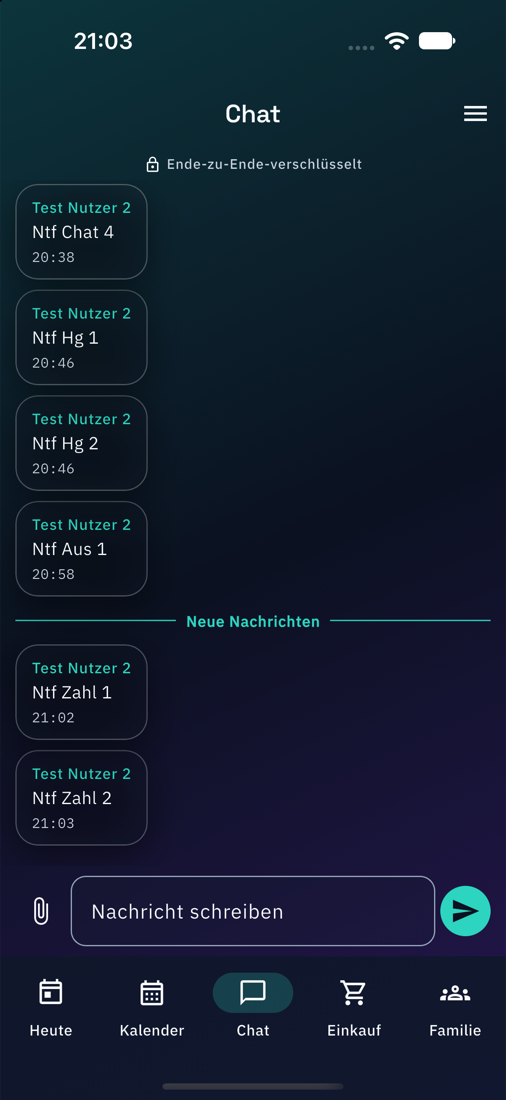 21:03
Chat
Ende-zu-Ende-verschlüsselt
Test Nutzer 2
Ntf Chat 4
20:38
Test Nutzer 2
Ntf Hg 1
20:46
Test Nutzer 2
Ntf Hg 2
20:46
Test Nutzer 2
Ntf Aus 1
20:58
Neue Nachrichten
Test Nutzer 2
Ntf Zahl 1
21:02
Test Nutzer 2
Ntf Zahl 2
21:03
Nachricht schreiben
Heute Kalender Chat Einkauf Familie